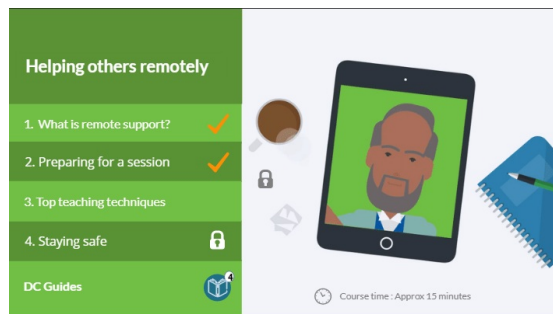 Helping others remotely
1. What is remote support?
2. Preparing for a session
3. Top teaching techniques
4. Staying safe
DC Guides
4
Course time : Approx 15 minutes